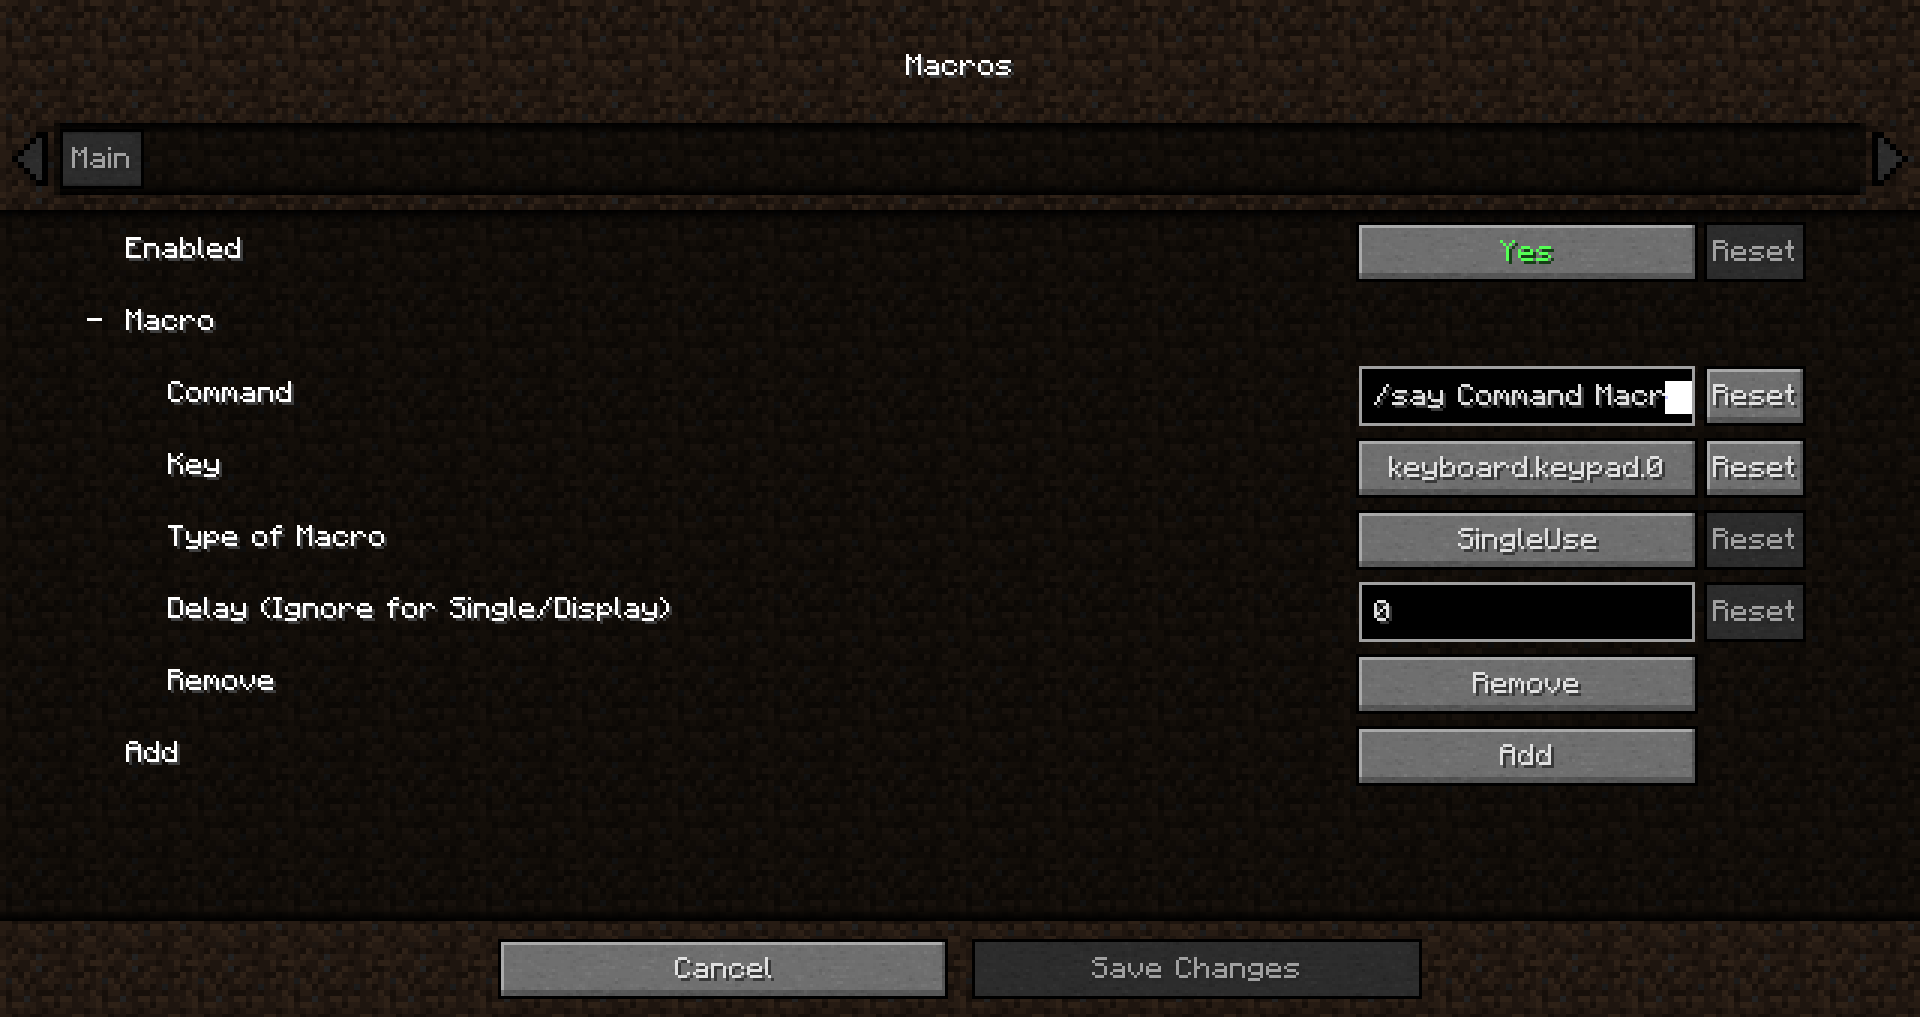 Macros
Main
Enabled Yes Reset
– Macro
Command /say Command Macr Reset
Key keyboard.keypad.0 Reset
Type of Macro SingleUse Reset
Delay (Ignore for Single/Display) 0 Reset
Remove Remove
Add Add
Cancel Save Changes